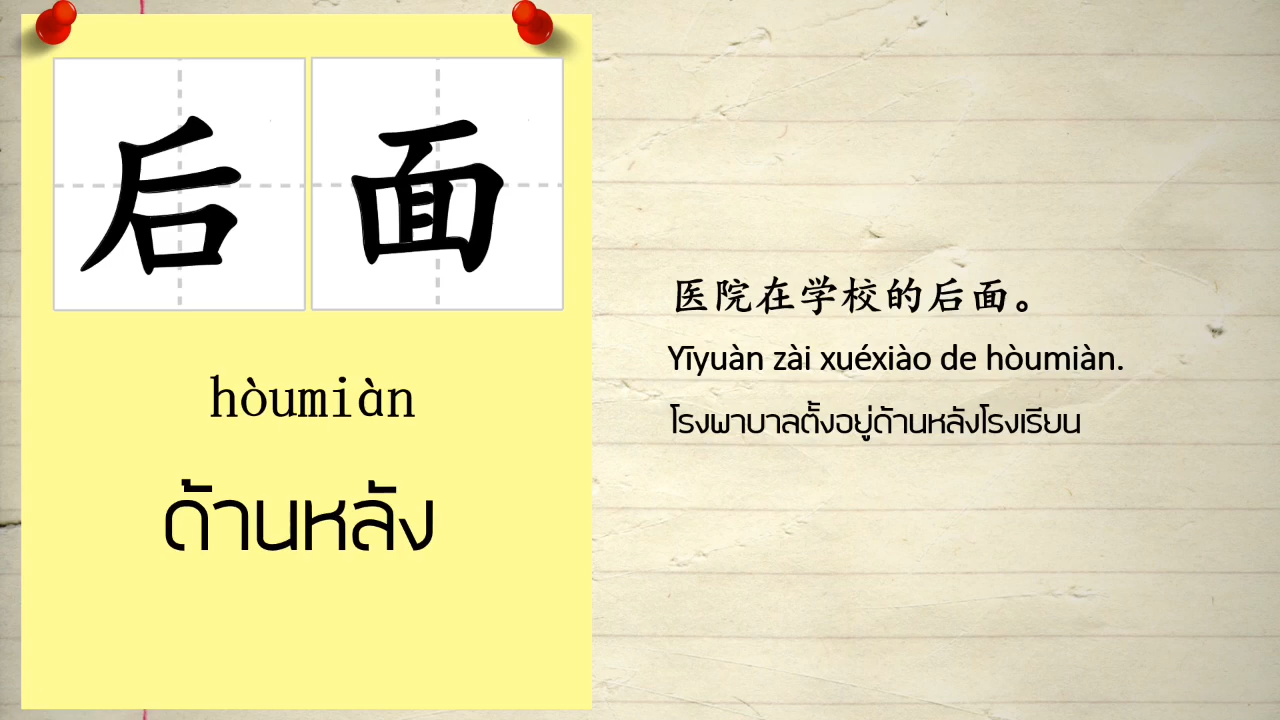 后面
hòumiàn
ด้านหลัง
医院在学校的后面。
Yīyuàn zài xuéxiào de hòumiàn.
โรงพาบาลตั้งอยู่ด้านหลังโรงเรียน